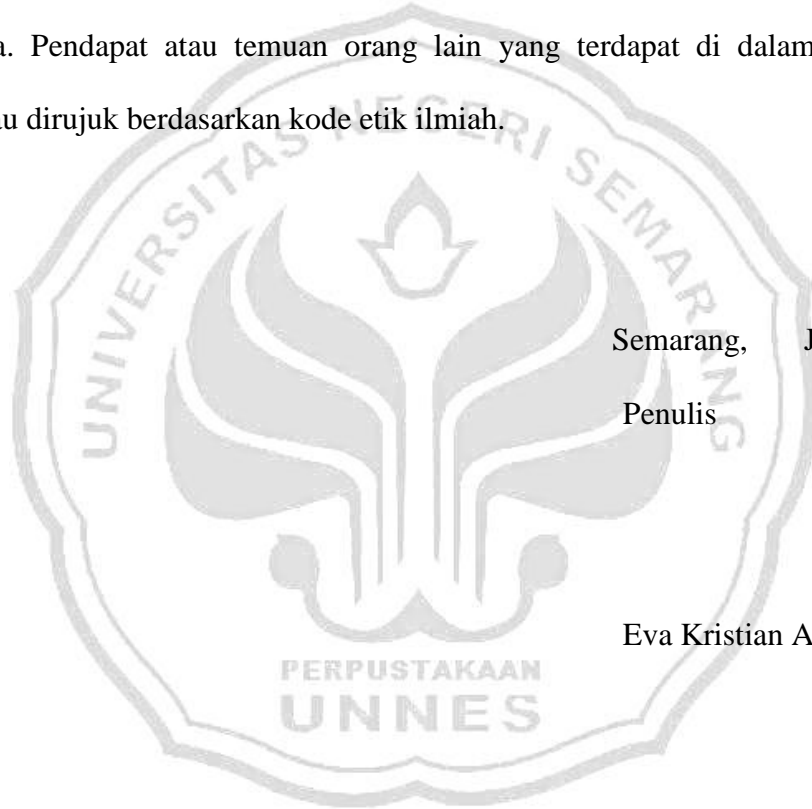 a. Pendapat atau temuan orang lain yang terdapat di dalam
dirujuk berdasarkan kode etik ilmiah.
UNIVERSITAS NEGERI SEMARANG
Semarang,
Penulis
Eva Kristian A
PERPUSTAKAAN
UNNES